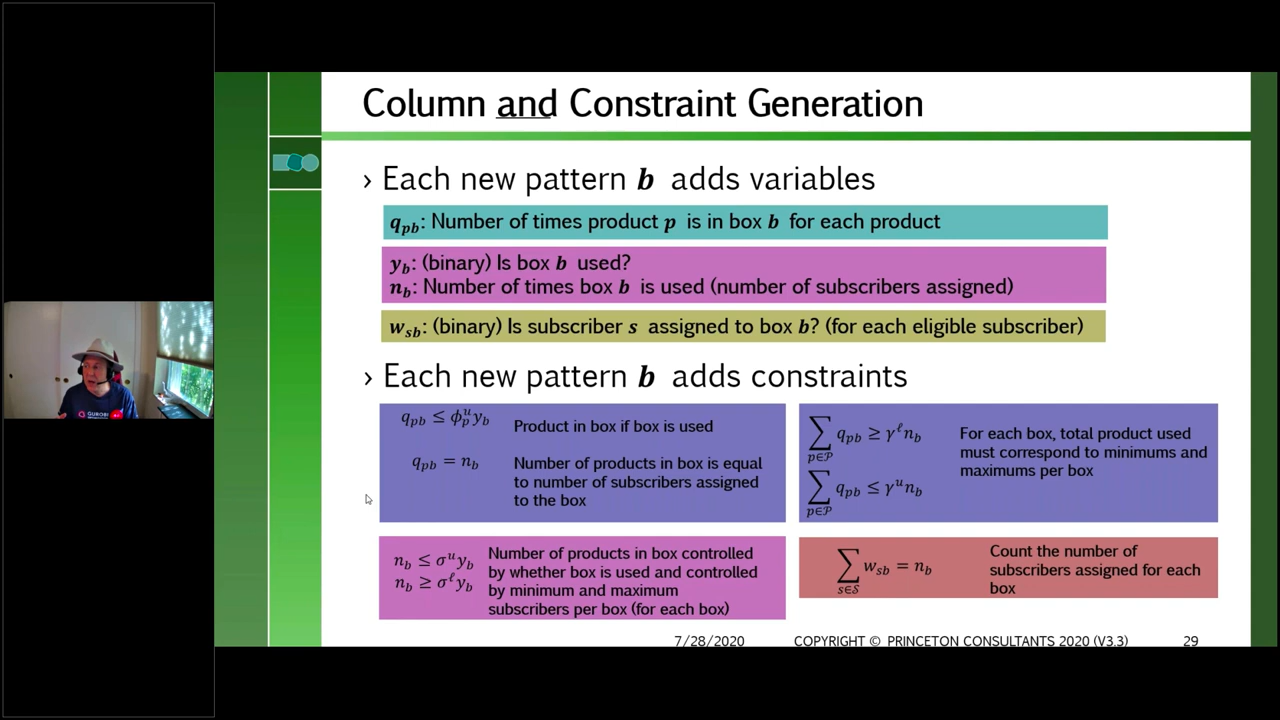 Column and Constraint Generation
› Each new pattern b adds variables
q_pb: Number of times product p is in box b for each product
y_b: (binary) Is box b used?
n_b: Number of times box b is used (number of subscribers assigned)
w_sb: (binary) Is subscriber s assigned to box b? (for each eligible subscriber)
› Each new pattern b adds constraints
q_pb ≤ ϕ_p^u y_b
Product in box if box is used
q_pb = n_b
Number of products in box is equal
to number of subscribers assigned
to the box
∑_{p∈𝒫} q_pb ≥ γ^ℓ n_b
∑_{p∈𝒫} q_pb ≤ γ^u n_b
For each box, total product used
must correspond to minimums and
maximums per box
n_b ≤ σ^u y_b
n_b ≥ σ^ℓ y_b
Number of products in box controlled
by whether box is used and controlled
by minimum and maximum
subscribers per box (for each box)
∑_{s∈𝒮} w_sb = n_b
Count the number of
subscribers assigned for each
box
7/28/2020
COPYRIGHT © PRINCETON CONSULTANTS 2020 (V3.3)
29